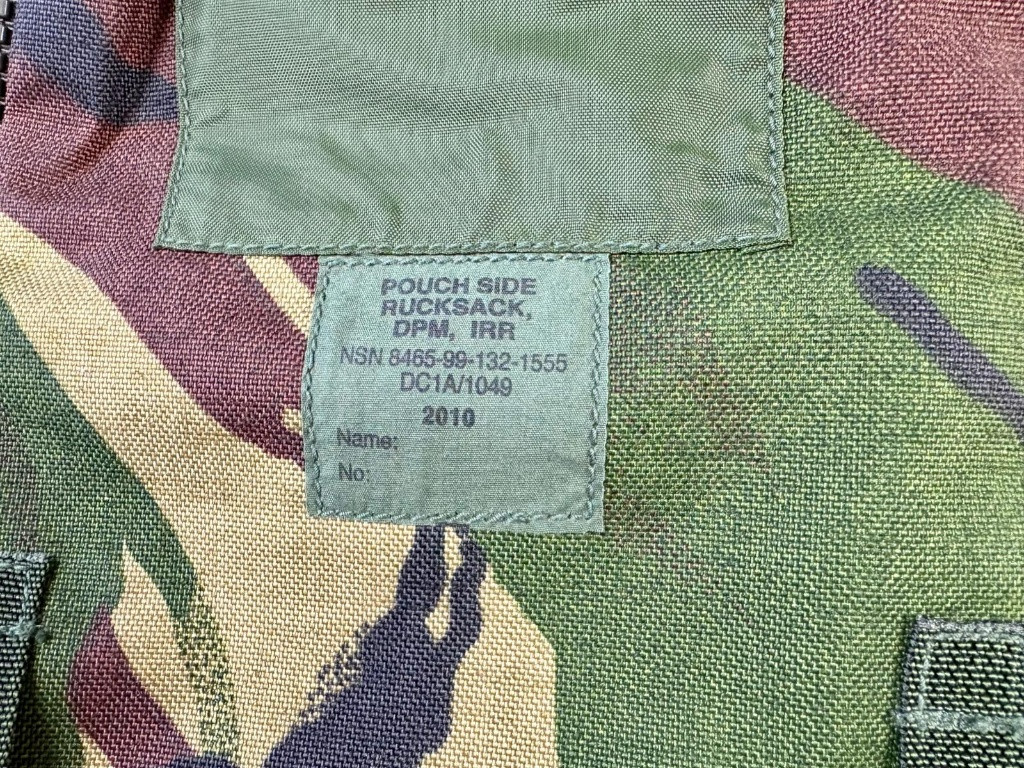 POUCH SIDE
RUCKSACK,
DPM, IRR
NSN 8465-99-132-1555
DC1A/1049
2010
Name:
No: